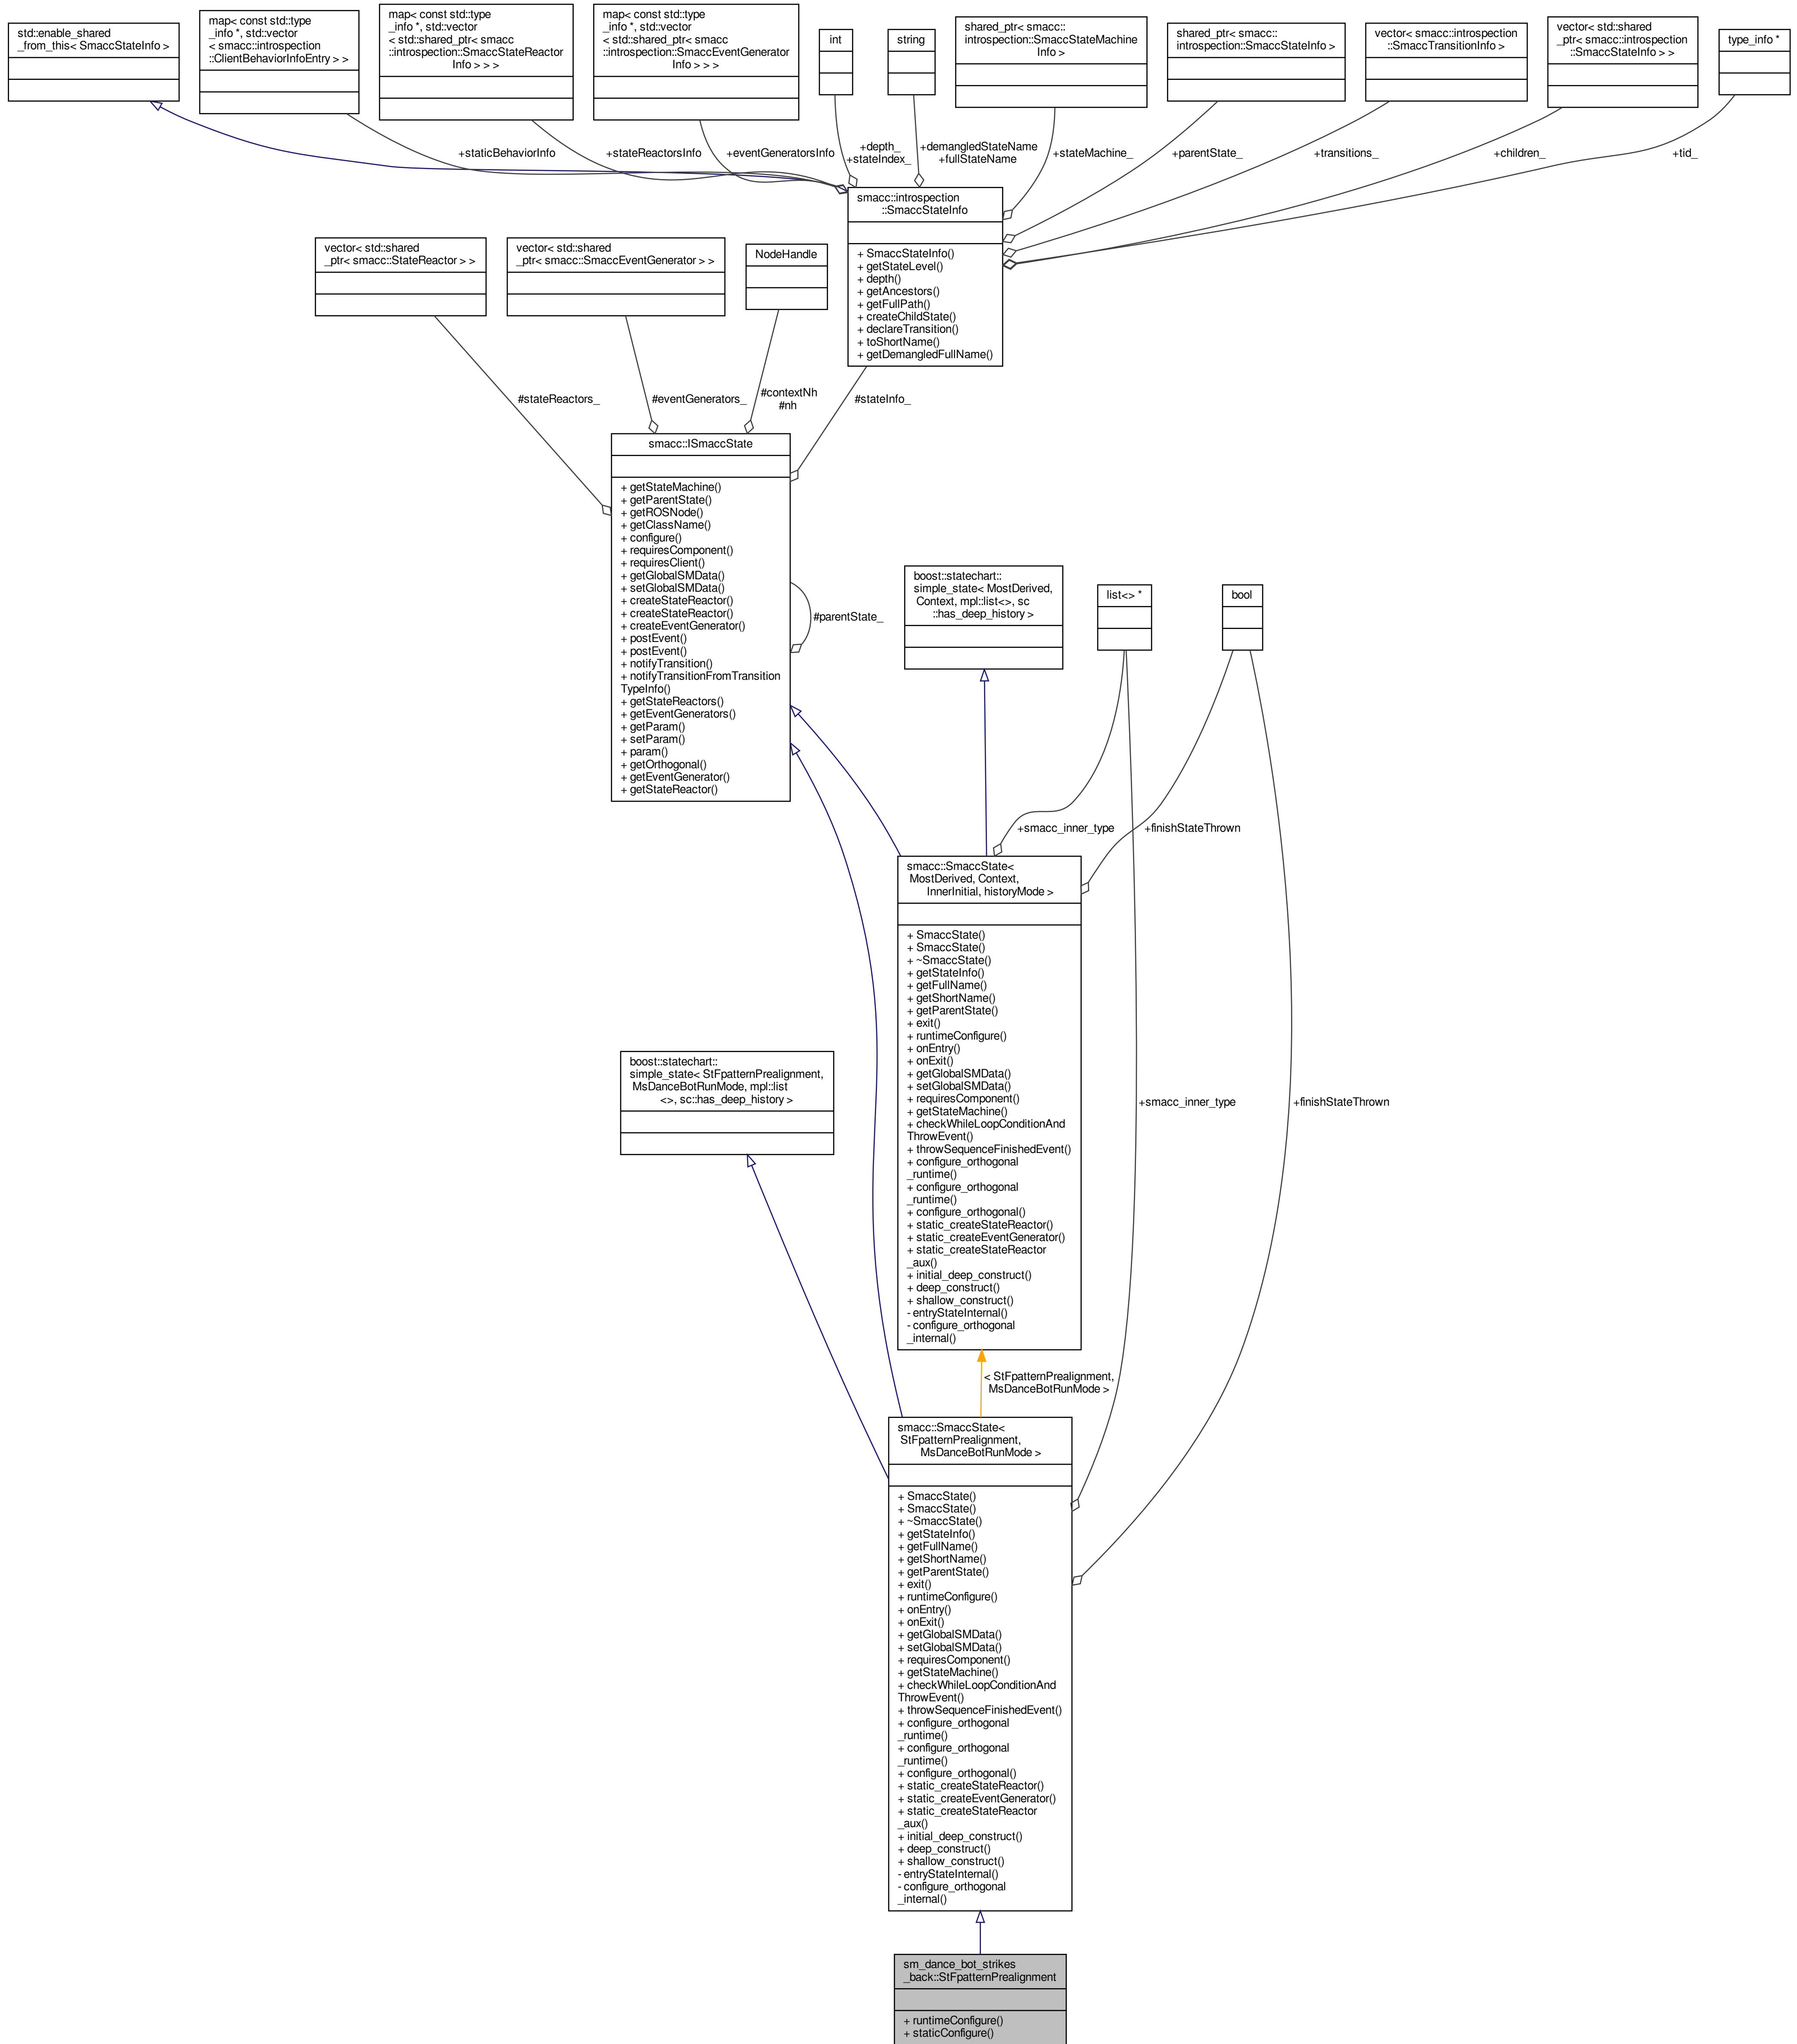 std::enable_shared
_from_this< SmaccStateInfo >
map< const std::type
_info *, std::vector
< smacc::introspection
::ClientBehaviorInfoEntry > >
map< const std::type
_info *, std::vector
< std::shared_ptr< smacc
::introspection::SmaccStateReactor
Info > > >
map< const std::type
_info *, std::vector
< std::shared_ptr< smacc
::introspection::SmaccEventGenerator
Info > > >
int
string
shared_ptr< smacc::
introspection::SmaccStateMachine
Info >
shared_ptr< smacc::
introspection::SmaccStateInfo >
vector< smacc::introspection
::SmaccTransitionInfo >
vector< std::shared
_ptr< smacc::introspection
::SmaccStateInfo > >
type_info *
+staticBehaviorInfo
+stateReactorsInfo
+eventGeneratorsInfo
+depth_
+stateIndex_
+demangledStateName
+fullStateName
+stateMachine_
+parentState_
+transitions_
+children_
+tid_
smacc::introspection
::SmaccStateInfo
+ SmaccStateInfo()
+ getStateLevel()
+ depth()
+ getAncestors()
+ getFullPath()
+ createChildState()
+ declareTransition()
+ toShortName()
+ getDemangledFullName()
vector< std::shared
_ptr< smacc::StateReactor > >
vector< std::shared
_ptr< smacc::SmaccEventGenerator > >
NodeHandle
#stateReactors_
#eventGenerators_
#contextNh
#nh
#stateInfo_
smacc::ISmaccState
+ getStateMachine()
+ getParentState()
+ getROSNode()
+ getClassName()
+ configure()
+ requiresComponent()
+ requiresClient()
+ getGlobalSMData()
+ setGlobalSMData()
+ createStateReactor()
+ createStateReactor()
+ createEventGenerator()
+ postEvent()
+ postEvent()
+ notifyTransition()
+ notifyTransitionFromTransition
TypeInfo()
+ getStateReactors()
+ getEventGenerators()
+ getParam()
+ setParam()
+ param()
+ getOrthogonal()
+ getEventGenerator()
+ getStateReactor()
#parentState_
boost::statechart::
simple_state< MostDerived,
Context, mpl::list<>, sc
::has_deep_history >
list<> *
bool
+smacc_inner_type
+finishStateThrown
smacc::SmaccState<
MostDerived, Context,
InnerInitial, historyMode >
+ SmaccState()
+ SmaccState()
+ ~SmaccState()
+ getStateInfo()
+ getFullName()
+ getShortName()
+ getParentState()
+ exit()
+ runtimeConfigure()
+ onEntry()
+ onExit()
+ getGlobalSMData()
+ setGlobalSMData()
+ requiresComponent()
+ getStateMachine()
+ checkWhileLoopConditionAnd
ThrowEvent()
+ throwSequenceFinishedEvent()
+ configure_orthogonal
_runtime()
+ configure_orthogonal
_runtime()
+ configure_orthogonal()
+ static_createStateReactor()
+ static_createEventGenerator()
+ static_createStateReactor
_aux()
+ initial_deep_construct()
+ deep_construct()
+ shallow_construct()
- entryStateInternal()
- configure_orthogonal
_internal()
boost::statechart::
simple_state< StFpatternPrealignment,
MsDanceBotRunMode, mpl::list
<>, sc::has_deep_history >
+smacc_inner_type
+finishStateThrown
< StFpatternPrealignment,
MsDanceBotRunMode >
smacc::SmaccState<
StFpatternPrealignment,
MsDanceBotRunMode >
+ SmaccState()
+ SmaccState()
+ ~SmaccState()
+ getStateInfo()
+ getFullName()
+ getShortName()
+ getParentState()
+ exit()
+ runtimeConfigure()
+ onEntry()
+ onExit()
+ getGlobalSMData()
+ setGlobalSMData()
+ requiresComponent()
+ getStateMachine()
+ checkWhileLoopConditionAnd
ThrowEvent()
+ throwSequenceFinishedEvent()
+ configure_orthogonal
_runtime()
+ configure_orthogonal
_runtime()
+ configure_orthogonal()
+ static_createStateReactor()
+ static_createEventGenerator()
+ static_createStateReactor
_aux()
+ initial_deep_construct()
+ deep_construct()
+ shallow_construct()
- entryStateInternal()
- configure_orthogonal
_internal()
sm_dance_bot_strikes
_back::StFpatternPrealignment
+ runtimeConfigure()
+ staticConfigure()